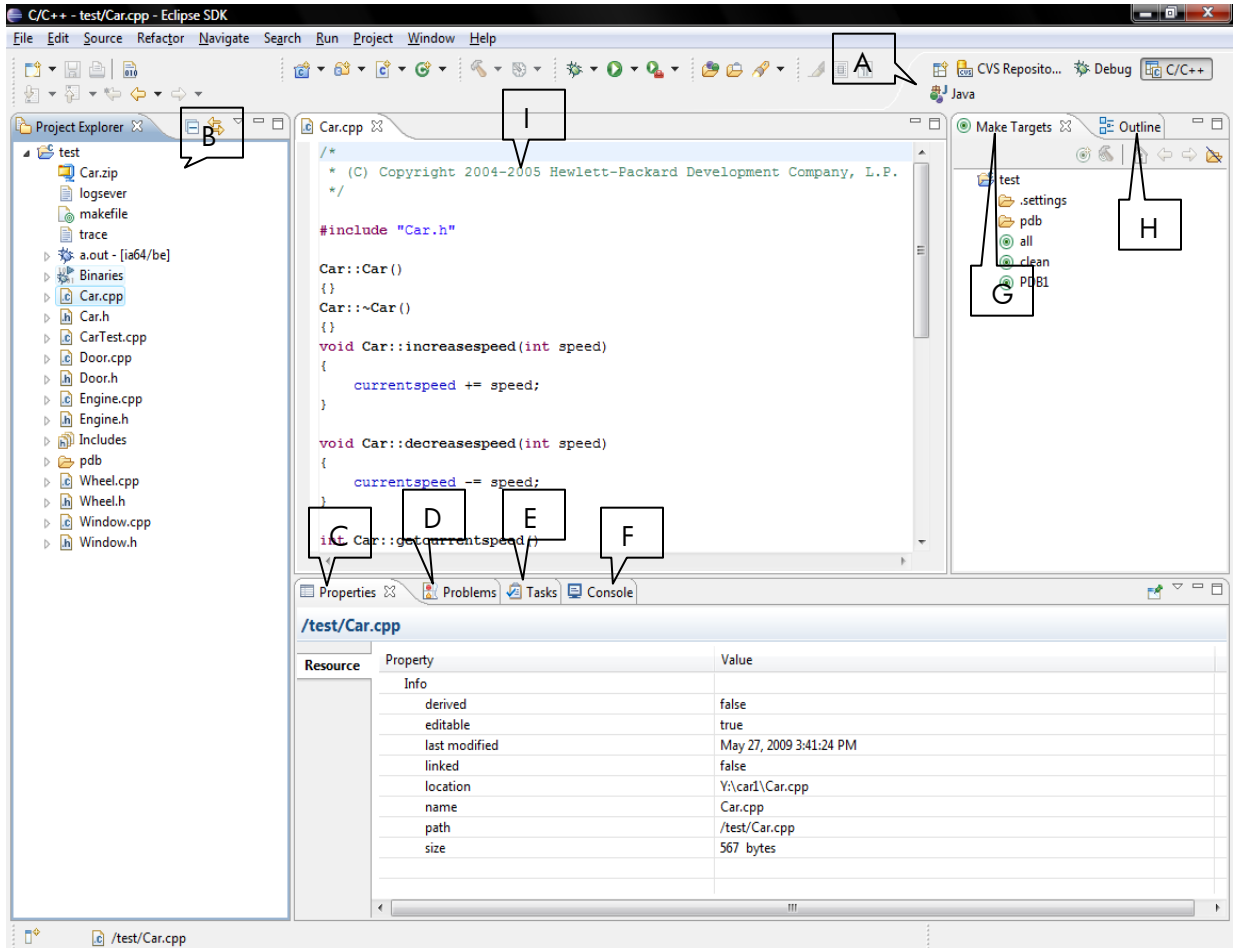 C/C++ - test/Car.cpp - Eclipse SDK
File Edit Source Refactor Navigate Search Run Project Window Help
A
CVS Reposito... Debug C/C++
Java
Project Explorer
B
test
Car.zip
logsever
makefile
trace
a.out - [ia64/be]
Binaries
Car.cpp
Car.h
CarTest.cpp
Door.cpp
Door.h
Engine.cpp
Engine.h
Includes
pdb
Wheel.cpp
Wheel.h
Window.cpp
Window.h
Car.cpp
I
/*
* (C) Copyright 2004-2005 Hewlett-Packard Development Company, L.P.
*/
#include "Car.h"
Car::Car()
{}
Car::~Car()
{}
void Car::increasespeed(int speed)
{
currentspeed += speed;
}
void Car::decreasespeed(int speed)
{
currentspeed -= speed;
}
int Car::getcurrentspeed()
Make Targets Outline
test
.settings
pdb
all
clean
PDB1
G
H
C
D
E
F
Properties Problems Tasks Console
/test/Car.cpp
Resource
Property Value
Info
derived false
editable true
last modified May 27, 2009 3:41:24 PM
linked false
location Y:\car1\Car.cpp
name Car.cpp
path /test/Car.cpp
size 567 bytes
/test/Car.cpp